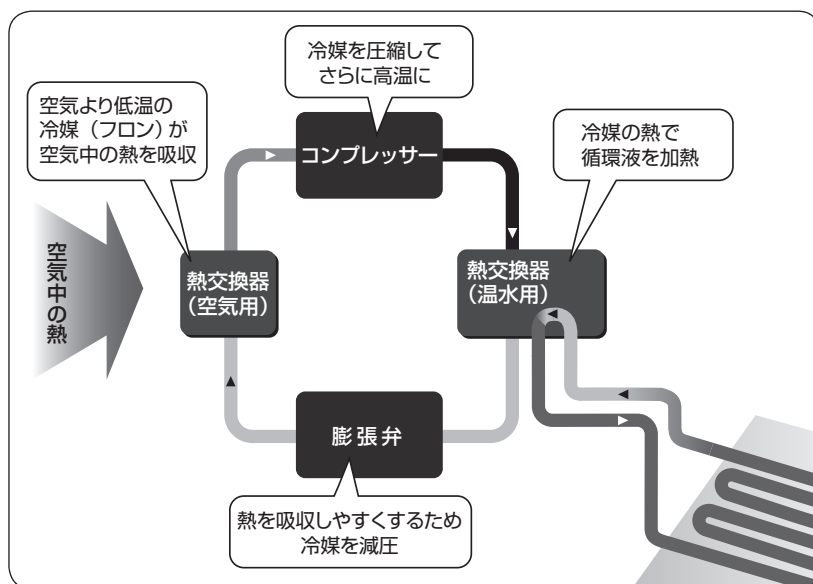 冷媒を圧縮して
さらに高温に
空気より低温の
冷媒（フロン）が
空気中の熱を吸収
コンプレッサー
冷媒の熱で
循環液を加熱
空気中の熱
熱交換器
（空気用）
熱交換器
（温水用）
膨張弁
熱を吸収しやすくするため
冷媒を減圧